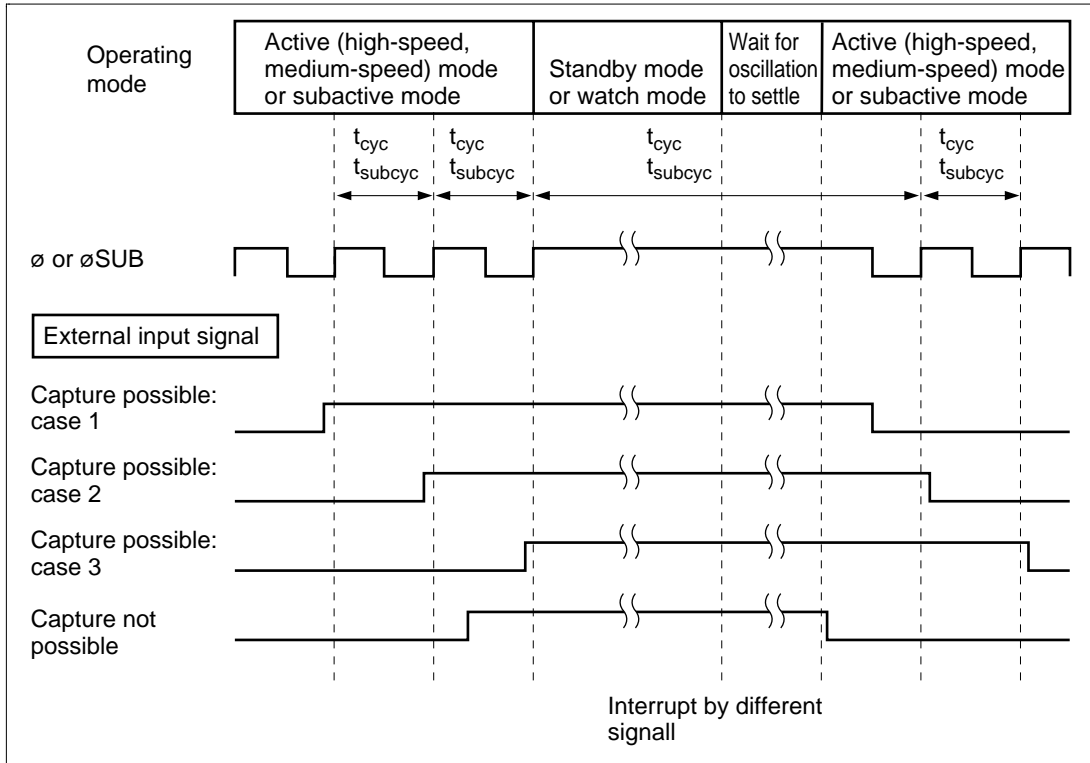 Operating
mode
Active (high-speed,
medium-speed) mode
or subactive mode
Standby mode
or watch mode
Wait for
oscillation
to settle
Active (high-speed,
medium-speed) mode
or subactive mode
tcyc
tsubcyc
tcyc
tsubcyc
tcyc
tsubcyc
tcyc
tsubcyc
ø or øSUB
External input signal
Capture possible:
case 1
Capture possible:
case 2
Capture possible:
case 3
Capture not
possible
Interrupt by different
signall